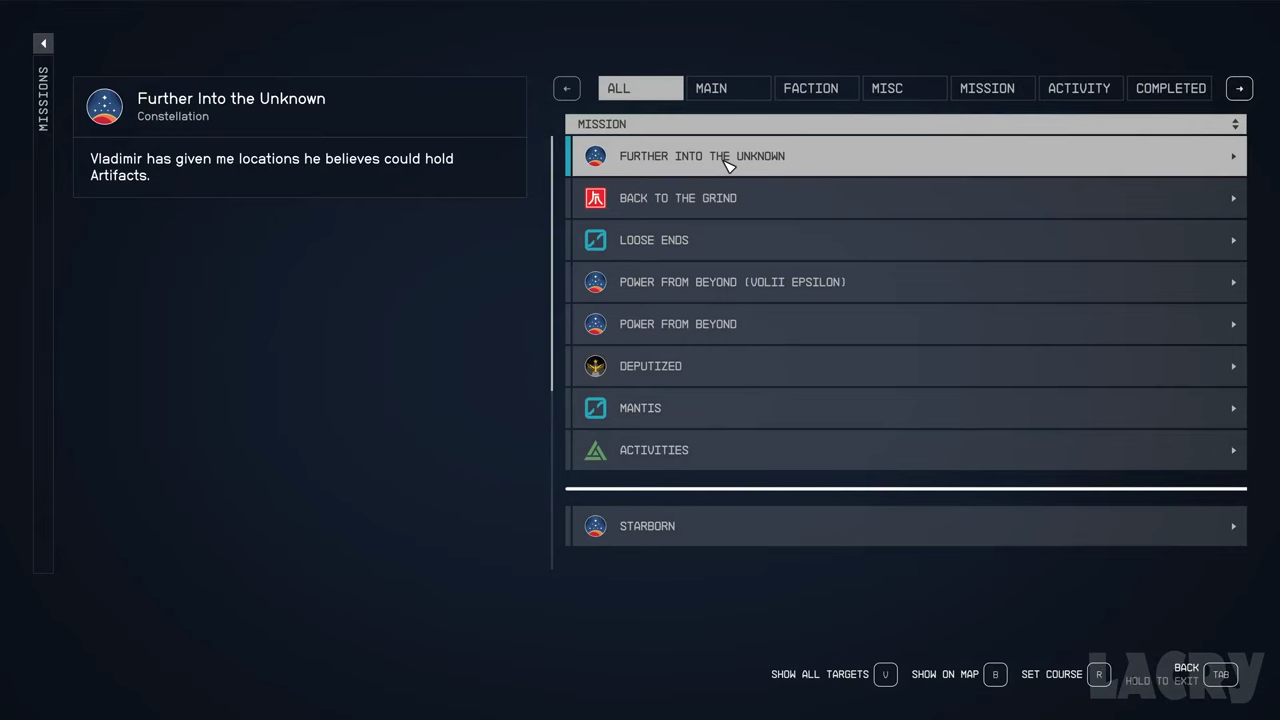 MISSIONS
Further Into the Unknown
Constellation
Vladimir has given me locations he believes could hold
Artifacts.
ALL MAIN FACTION MISC MISSION ACTIVITY COMPLETED
MISSION
FURTHER INTO THE UNKNOWN
BACK TO THE GRIND
LOOSE ENDS
POWER FROM BEYOND (VOLII EPSILON)
POWER FROM BEYOND
DEPUTIZED
MANTIS
ACTIVITIES
STARBORN
SHOW ALL TARGETS V SHOW ON MAP B SET COURSE R BACK TAB
HOLD TO EXIT
LACRY